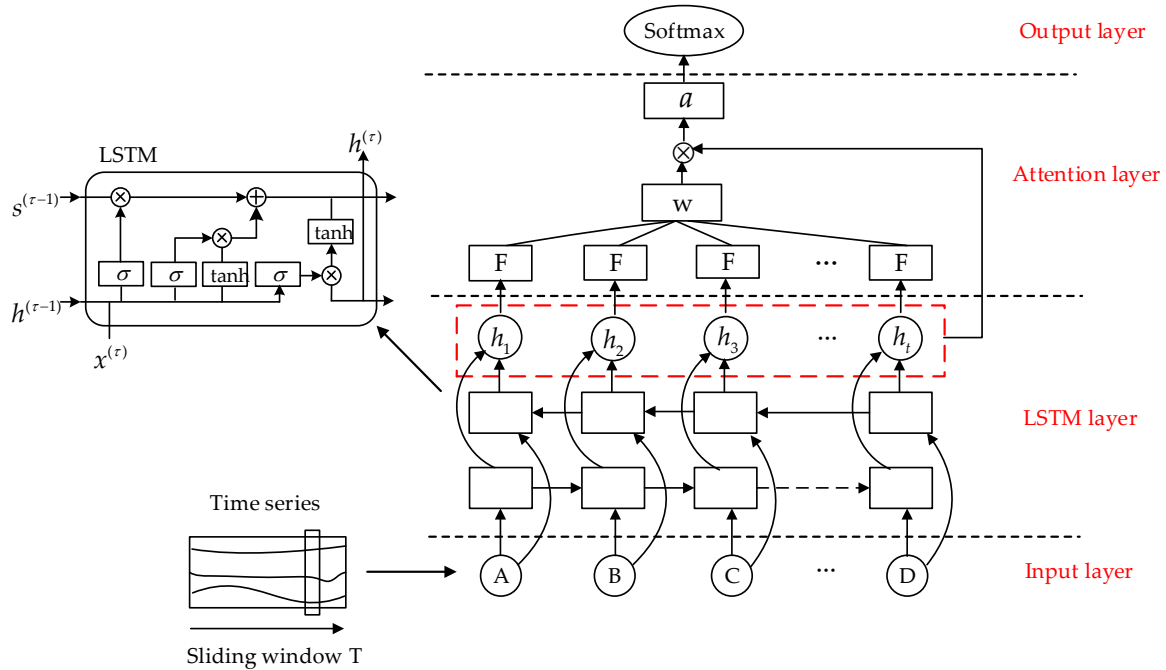 Softmax
Output layer
a
h^(τ)
LSTM
Attention layer
s^(τ−1)
w
tanh
F F F ... F
σ σ tanh σ
h^(τ−1)
x^(τ)
h₁ h₂ h₃ ... hₜ
LSTM layer
Time series
A B C ... D
Input layer
Sliding window T